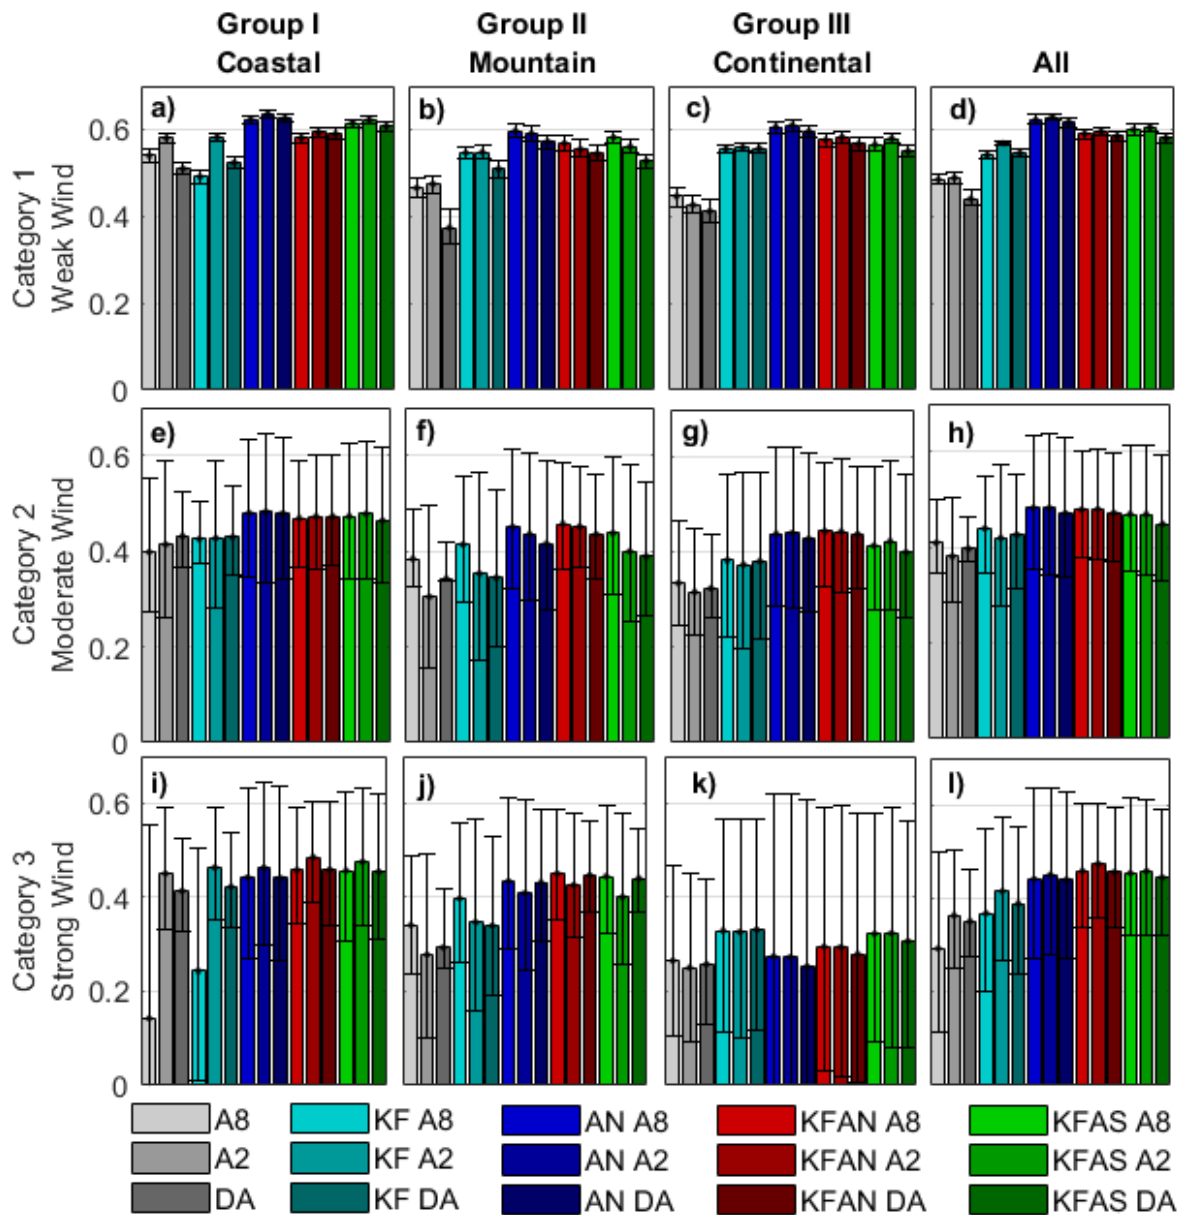 Group I Group II Group III
Coastal Mountain Continental All
Category 1
Weak Wind
a) b) c) d)
0.6
0.4
0.2
0
Category 2
Moderate Wind
e) f) g) h)
0.6
0.4
0.2
0
Category 3
Strong Wind
i) j) k) l)
0.6
0.4
0.2
0
A8 KF A8 AN A8 KFAN A8 KFAS A8
A2 KF A2 AN A2 KFAN A2 KFAS A2
DA KF DA AN DA KFAN DA KFAS DA